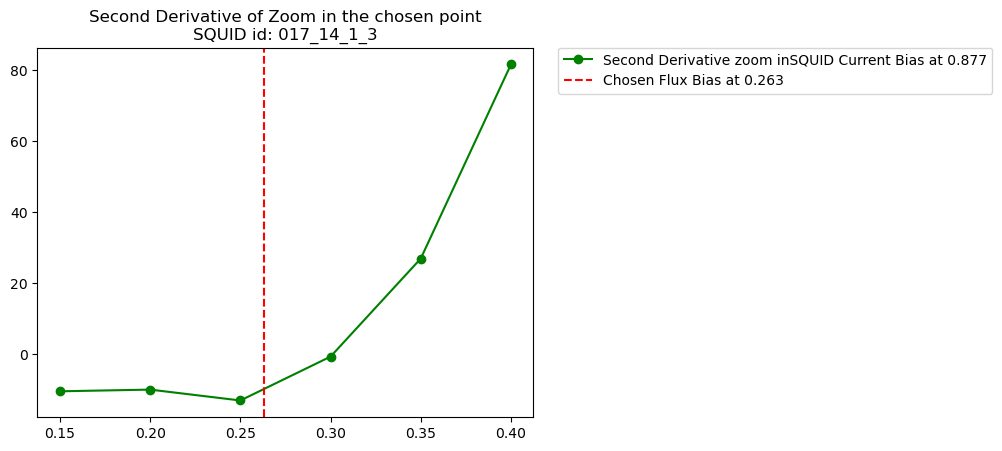 Second Derivative of Zoom in the chosen point
SQUID id: 017_14_1_3
Second Derivative zoom inSQUID Current Bias at 0.877
Chosen Flux Bias at 0.263
80
60
40
20
0
0.15 0.20 0.25 0.30 0.35 0.40